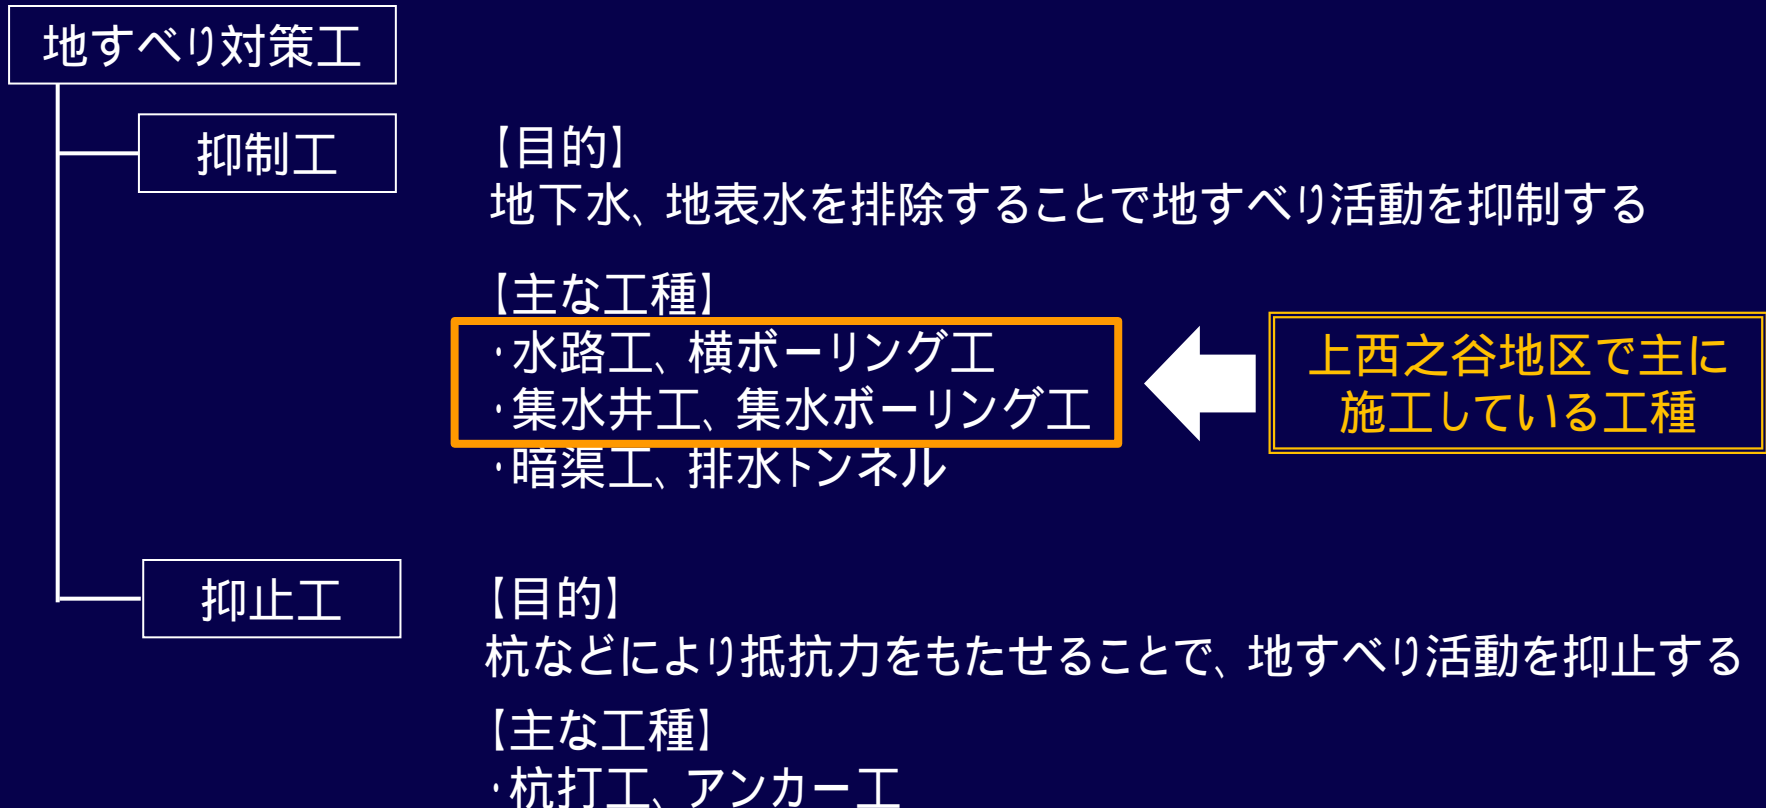 地すべり対策工
抑制工
【目的】
地下水、地表水を排除することで地すべり活動を抑制する
【主な工種】
・水路工、横ボーリング工
・集水井工、集水ボーリング工
・暗渠工、排水トンネル
上西之谷地区で主に
施工している工種
抑止工
【目的】
杭などにより抵抗力をもたせることで、地すべり活動を抑止する
【主な工種】
・杭打工、アンカー工